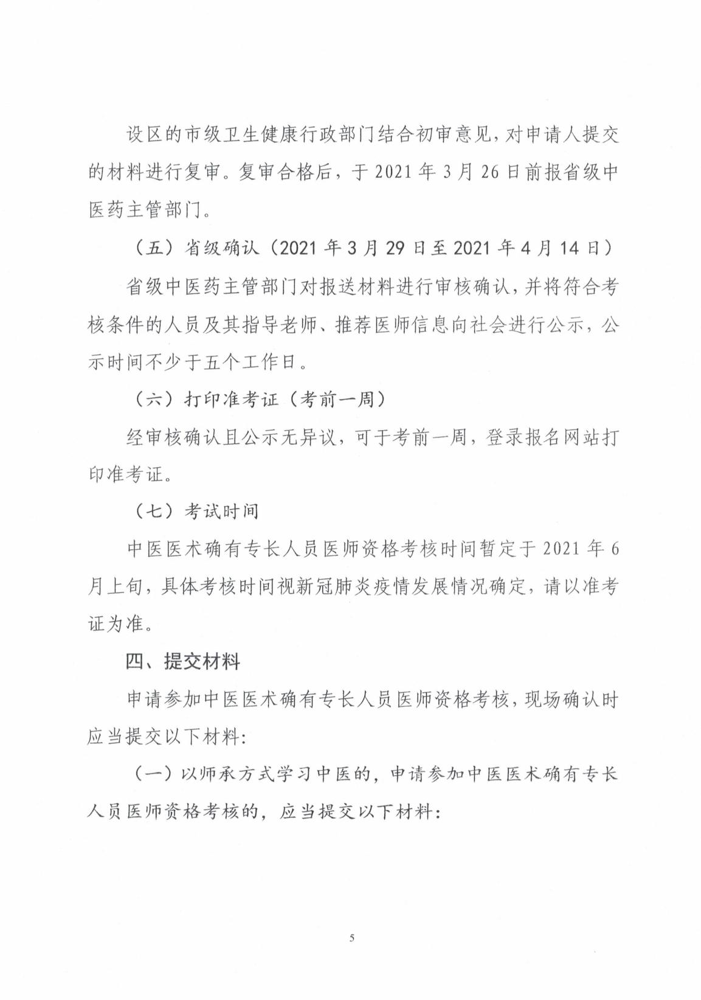 设区的市级卫生健康行政部门结合初审意见，对申请人提交
的材料进行复审。复审合格后，于 2021 年 3 月 26 日前报省级中
医药主管部门。
（五）省级确认（2021 年 3 月 29 日至 2021 年 4 月 14 日）
省级中医药主管部门对报送材料进行审核确认，并将符合考
核条件的人员及其指导老师、推荐医师信息向社会进行公示，公
示时间不少于五个工作日。
（六）打印准考证（考前一周）
经审核确认且公示无异议，可于考前一周，登录报名网站打
印准考证。
（七）考试时间
中医医术确有专长人员医师资格考核时间暂定于 2021 年 6
月上旬，具体考核时间视新冠肺炎疫情发展情况确定，请以准考
证为准。
四、提交材料
申请参加中医医术确有专长人员医师资格考核，现场确认时
应当提交以下材料：
（一）以师承方式学习中医的，申请参加中医医术确有专长
人员医师资格考核的，应当提交以下材料：
5